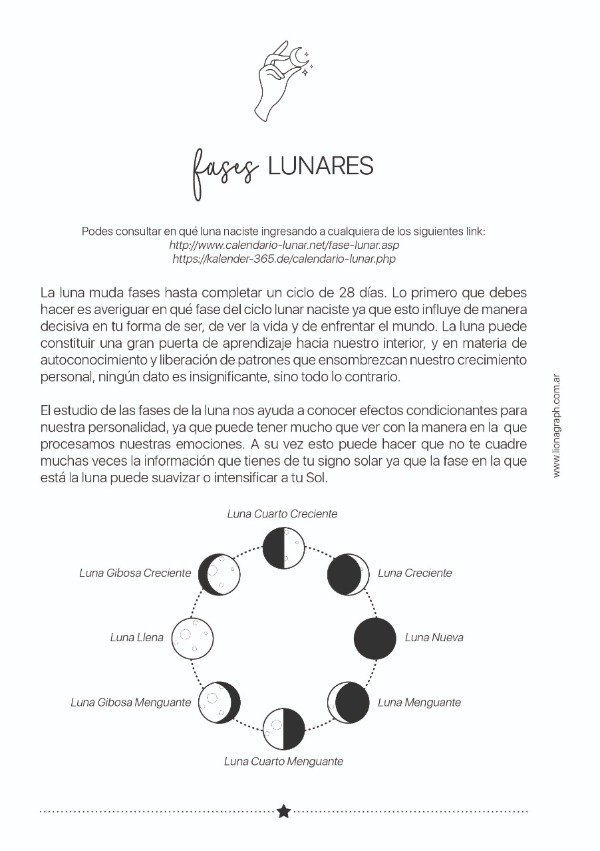 fases LUNARES
Podes consultar en qué luna naciste ingresando a cualquiera de los siguientes link:
http://www.calendario-lunar.net/fase-lunar.asp
https://kalender-365.de/calendario-lunar.php
La luna muda fases hasta completar un ciclo de 28 días. Lo primero que debes
hacer es averiguar en qué fase del ciclo lunar naciste ya que esto influye de manera
decisiva en tu forma de ser, de ver la vida y de enfrentar el mundo. La luna puede
constituir una gran puerta de aprendizaje hacia nuestro interior, y en materia de
autoconocimiento y liberación de patrones que ensombrezcan nuestro crecimiento
personal, ningún dato es insignificante, sino todo lo contrario.
El estudio de las fases de la luna nos ayuda a conocer efectos condicionantes para
nuestra personalidad, ya que puede tener mucho que ver con la manera en la que
procesamos nuestras emociones. A su vez esto puede hacer que no te cuadre
muchas veces la información que tienes de tu signo solar ya que la fase en la que
está la luna puede suavizar o intensificar a tu Sol.
www.lionagraph.com.ar
Luna Cuarto Creciente
Luna Gibosa Creciente
Luna Creciente
Luna Llena
Luna Nueva
Luna Gibosa Menguante
Luna Menguante
Luna Cuarto Menguante